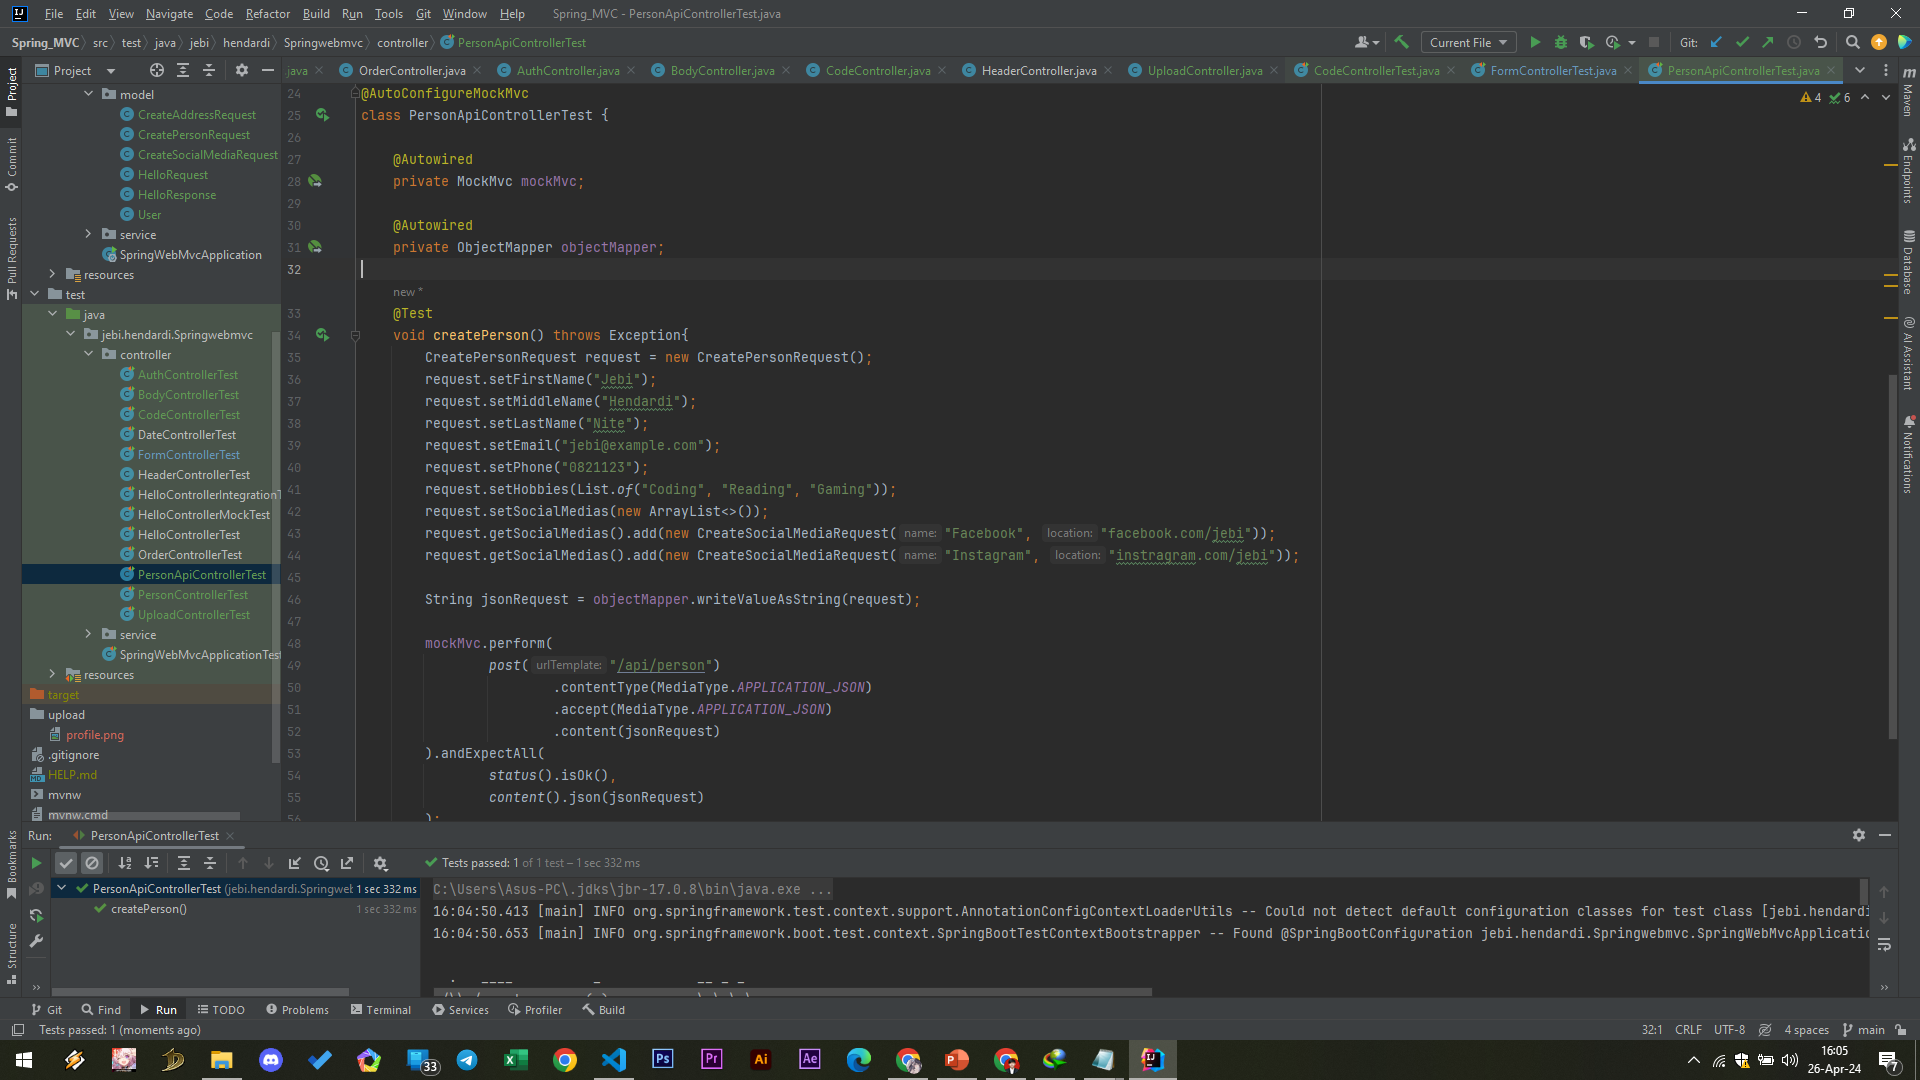 File Edit View Navigate Code Refactor Build Run Tools Git Window Help Spring_MVC - PersonApiControllerTest.java
Spring_MVC src test java jebi hendardi Springwebmvc controller PersonApiControllerTest
Current File Git:
Project
java OrderController.java AuthController.java BodyController.java CodeController.java HeaderController.java UploadController.java CodeControllerTest.java FormControllerTest.java PersonApiControllerTest.java
4 6
Project
Commit
Pull Requests
Bookmarks
Structure
model
CreateAddressRequest
CreatePersonRequest
CreateSocialMediaRequest
HelloRequest
HelloResponse
User
service
SpringWebMvcApplication
resources
test
java
jebi.hendardi.Springwebmvc
controller
AuthControllerTest
BodyControllerTest
CodeControllerTest
DateControllerTest
FormControllerTest
HeaderControllerTest
HelloControllerIntegrationT
HelloControllerMockTest
HelloControllerTest
OrderControllerTest
PersonApiControllerTest
PersonControllerTest
UploadControllerTest
service
SpringWebMvcApplicationTest
resources
target
upload
profile.png
.gitignore
HELP.md
mvnw
mvnw.cmd
24 @AutoConfigureMockMvc
25 class PersonApiControllerTest {
26
27 @Autowired
28 private MockMvc mockMvc;
29
30 @Autowired
31 private ObjectMapper objectMapper;
32
new *
33 @Test
34 void createPerson() throws Exception{
35 CreatePersonRequest request = new CreatePersonRequest();
36 request.setFirstName("Jebi");
37 request.setMiddleName("Hendardi");
38 request.setLastName("Nite");
39 request.setEmail("jebi@example.com");
40 request.setPhone("0821123");
41 request.setHobbies(List.of("Coding", "Reading", "Gaming"));
42 request.setSocialMedias(new ArrayList<>());
43 request.getSocialMedias().add(new CreateSocialMediaRequest( name: "Facebook", location: "facebook.com/jebi"));
44 request.getSocialMedias().add(new CreateSocialMediaRequest( name: "Instagram", location: "instragram.com/jebi"));
45
46 String jsonRequest = objectMapper.writeValueAsString(request);
47
48 mockMvc.perform(
49 post( urlTemplate: "/api/person")
50 .contentType(MediaType.APPLICATION_JSON)
51 .accept(MediaType.APPLICATION_JSON)
52 .content(jsonRequest)
53 ).andExpectAll(
54 status().isOk(),
55 content().json(jsonRequest)
56 );
Maven
Endpoints
Database
AI Assistant
Notifications
Run: PersonApiControllerTest
Tests passed: 1 of 1 test – 1 sec 332 ms
PersonApiControllerTest (jebi.hendardi.Springwet 1 sec 332 ms
createPerson() 1 sec 332 ms
C:\Users\Asus-PC\.jdks\jbr-17.0.8\bin\java.exe ...
16:04:50.413 [main] INFO org.springframework.test.context.support.AnnotationConfigContextLoaderUtils -- Could not detect default configuration classes for test class [jebi.hendardi
16:04:50.653 [main] INFO org.springframework.boot.test.context.SpringBootTestContextBootstrapper -- Found @SpringBootConfiguration jebi.hendardi.Springwebmvc.SpringWebMvcApplicatio
Git Find Run TODO Problems Terminal Services Profiler Build
Tests passed: 1 (moments ago) 32:1 CRLF UTF-8 4 spaces main
33 Ps Pr Ai Ae 16:05
26-Apr-24 7